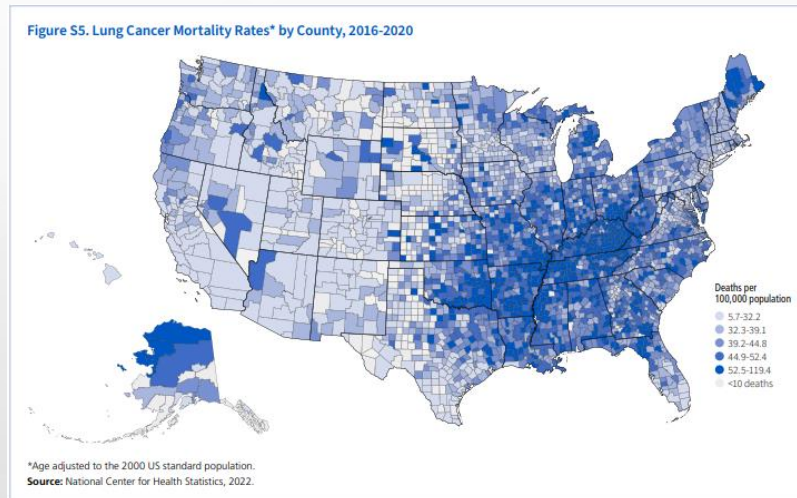 Figure S5. Lung Cancer Mortality Rates* by County, 2016-2020
Deaths per
100,000 population
5.7-32.2
32.3-39.1
39.2-44.8
44.9-52.4
52.5-119.4
<10 deaths
*Age adjusted to the 2000 US standard population.
Source: National Center for Health Statistics, 2022.